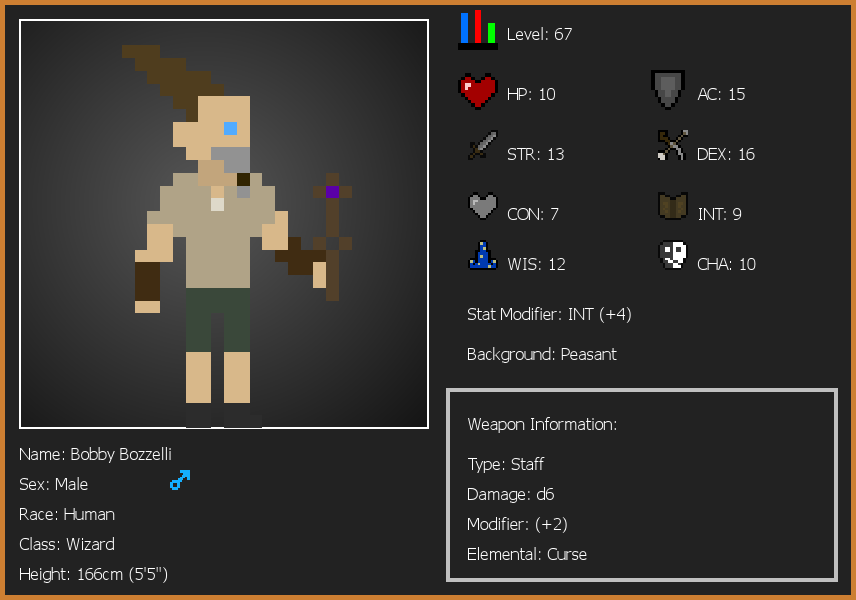 Level: 67
HP: 10
AC: 15
STR: 13
DEX: 16
CON: 7
INT: 9
WIS: 12
CHA: 10
Stat Modifier: INT (+4)
Background: Peasant
Weapon Information:
Type: Staff
Damage: d6
Modifier: (+2)
Elemental: Curse
Name: Bobby Bozzelli
Sex: Male
Race: Human
Class: Wizard
Height: 166cm (5'5")